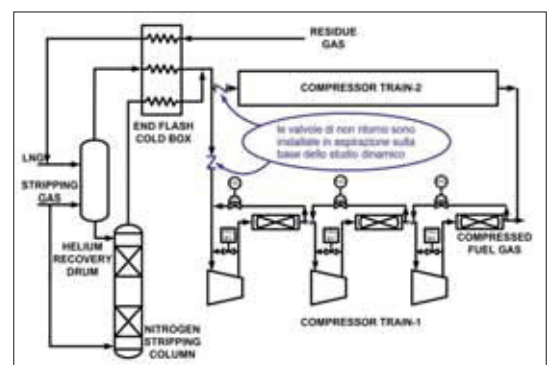 RESIDUE
GAS
COMPRESSOR TRAIN-2
END FLASH
COLD BOX
le valvole di non ritorno sono
installate in aspirazione sulla
base dello studio dinamico
LNG
STRIPPING
GAS
HELIUM
RECOVERY
DRUM
COMPRESSED
FUEL GAS
NITROGEN
STRIPPING
COLUMN
COMPRESSOR TRAIN-1